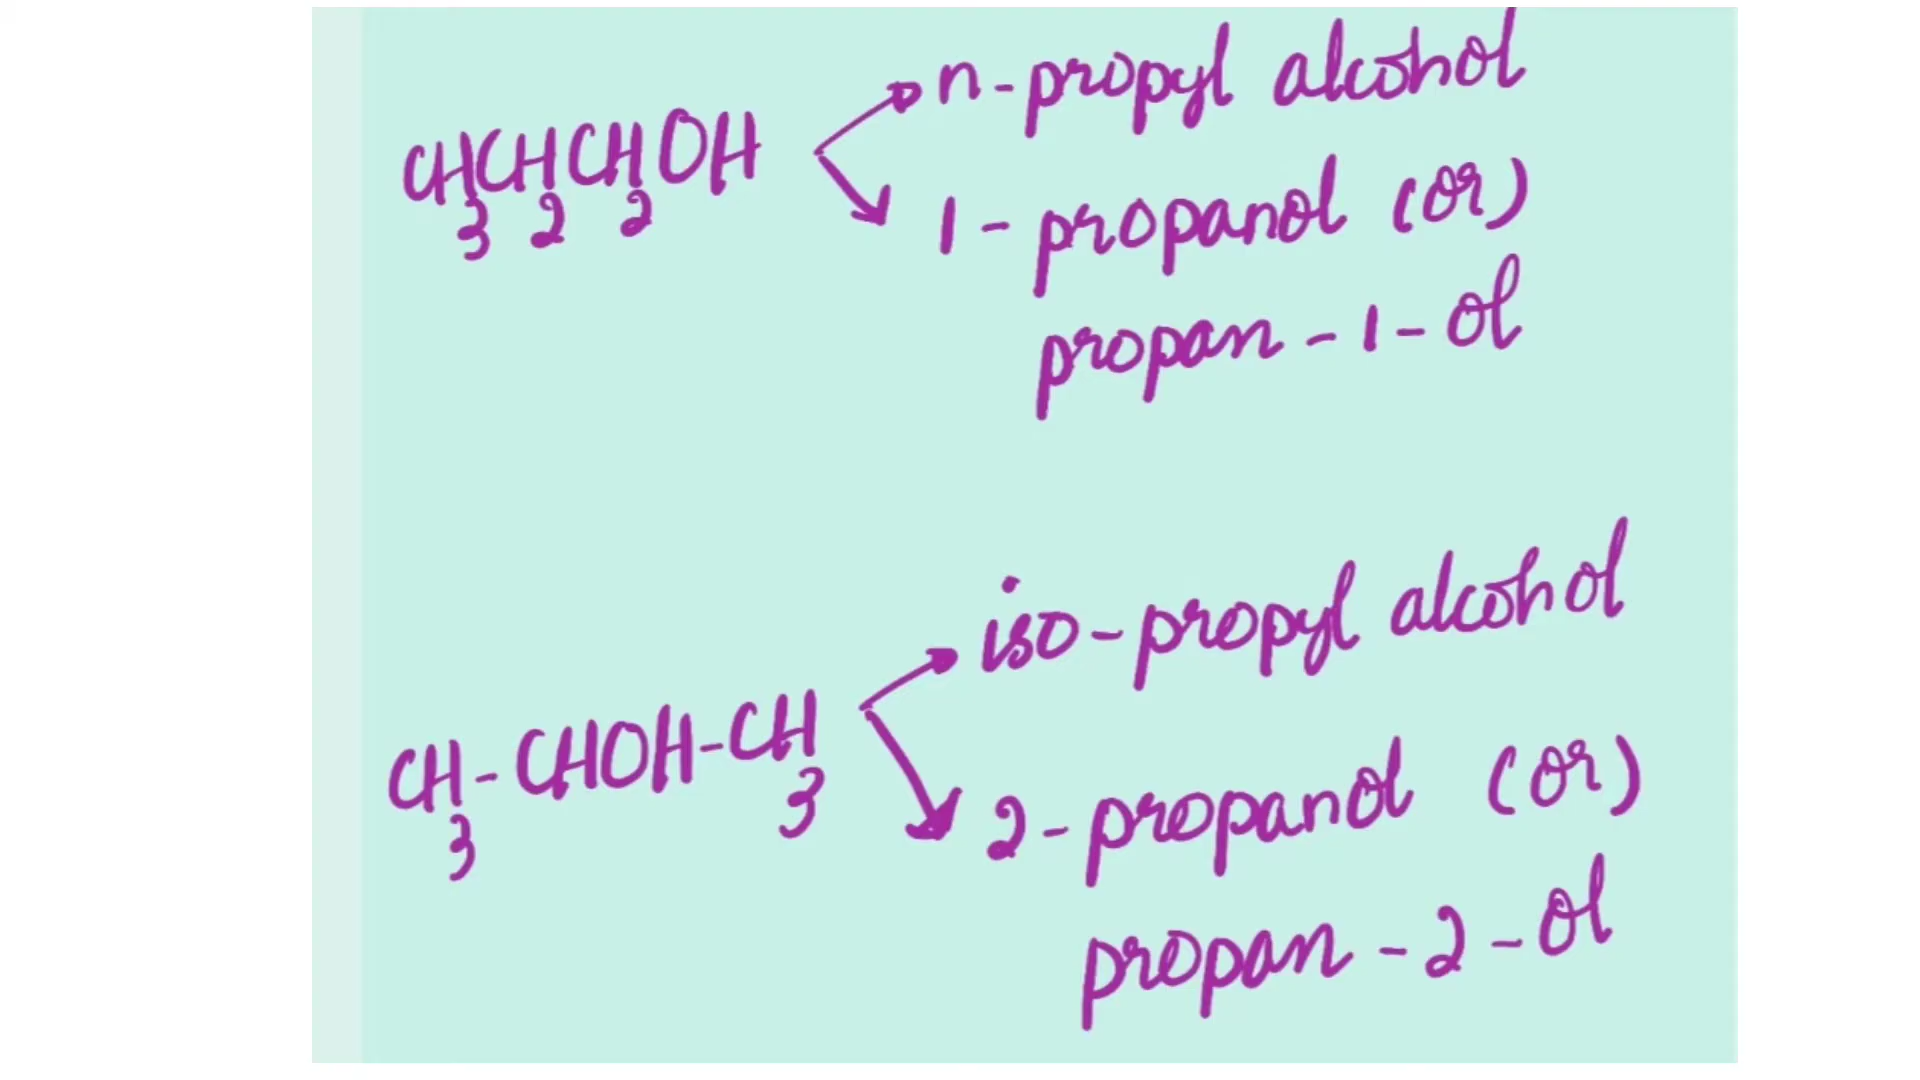 n-propyl alcohol
CH₃CH₂CH₂OH
1-propanol (or)
propan-1-ol
iso-propyl alcohol
CH₃-CHOH-CH₃
2-propanol (or)
propan-2-ol